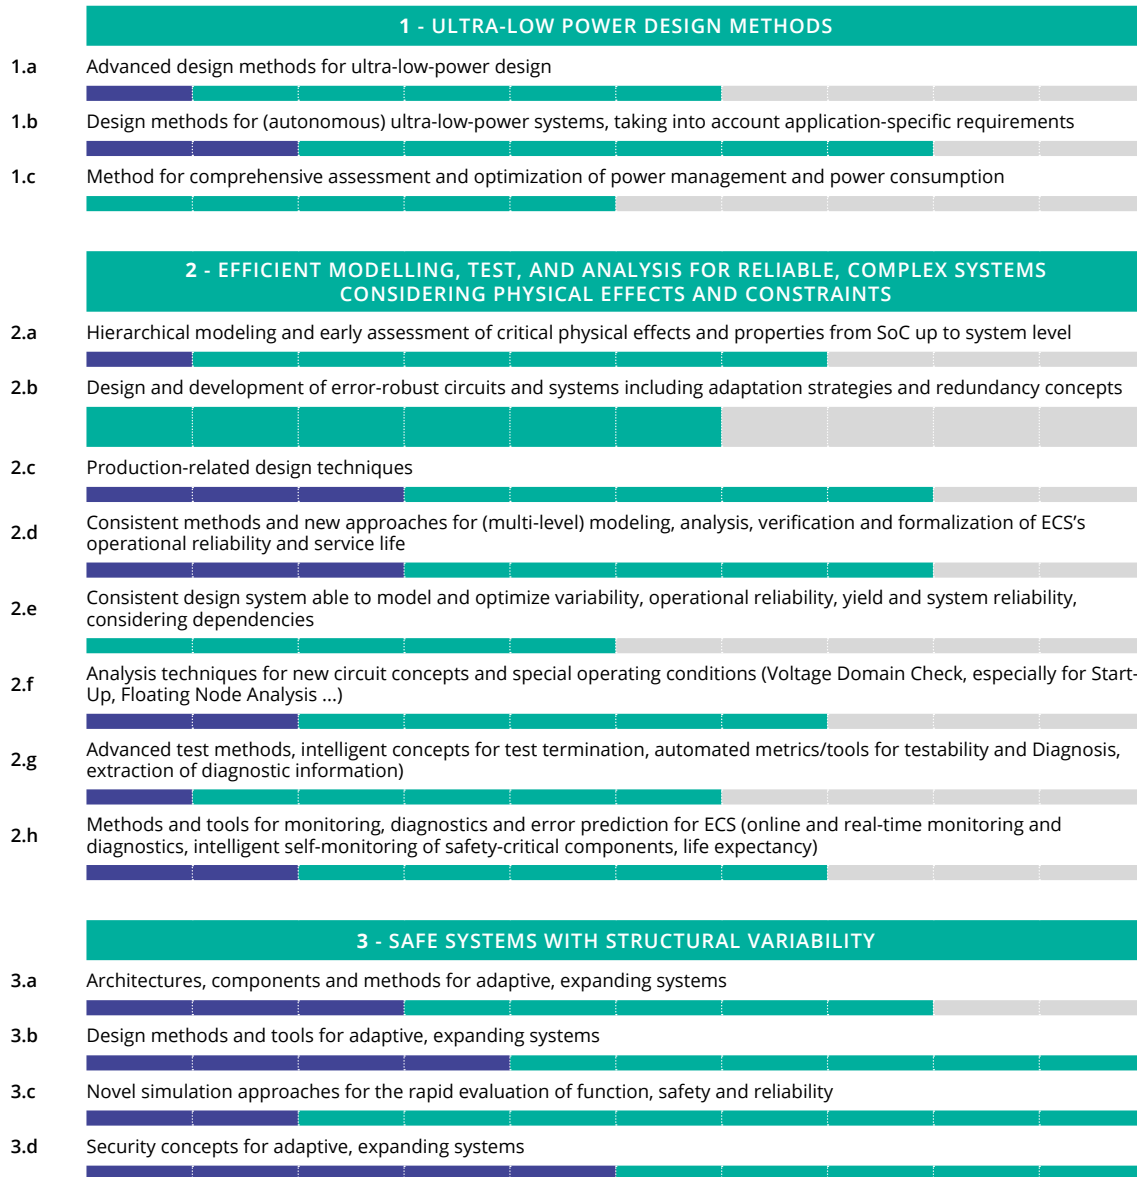 1 - ULTRA-LOW POWER DESIGN METHODS
1.a Advanced design methods for ultra-low-power design
1.b Design methods for (autonomous) ultra-low-power systems, taking into account application-specific requirements
1.c Method for comprehensive assessment and optimization of power management and power consumption
2 - EFFICIENT MODELLING, TEST, AND ANALYSIS FOR RELIABLE, COMPLEX SYSTEMS
CONSIDERING PHYSICAL EFFECTS AND CONSTRAINTS
2.a Hierarchical modeling and early assessment of critical physical effects and properties from SoC up to system level
2.b Design and development of error-robust circuits and systems including adaptation strategies and redundancy concepts
2.c Production-related design techniques
2.d Consistent methods and new approaches for (multi-level) modeling, analysis, verification and formalization of ECS's
operational reliability and service life
2.e Consistent design system able to model and optimize variability, operational reliability, yield and system reliability,
considering dependencies
2.f Analysis techniques for new circuit concepts and special operating conditions (Voltage Domain Check, especially for Start-
Up, Floating Node Analysis ...)
2.g Advanced test methods, intelligent concepts for test termination, automated metrics/tools for testability and Diagnosis,
extraction of diagnostic information)
2.h Methods and tools for monitoring, diagnostics and error prediction for ECS (online and real-time monitoring and
diagnostics, intelligent self-monitoring of safety-critical components, life expectancy)
3 - SAFE SYSTEMS WITH STRUCTURAL VARIABILITY
3.a Architectures, components and methods for adaptive, expanding systems
3.b Design methods and tools for adaptive, expanding systems
3.c Novel simulation approaches for the rapid evaluation of function, safety and reliability
3.d Security concepts for adaptive, expanding systems